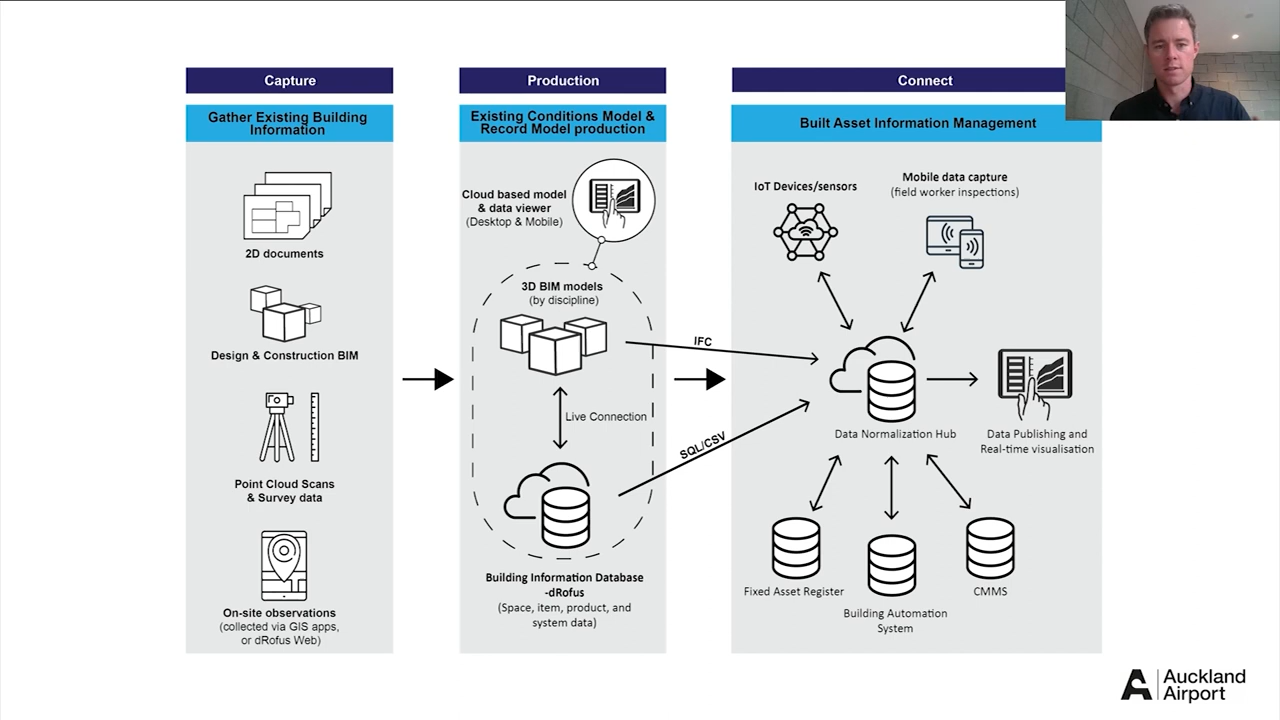 Capture
Gather Existing Building
Information
2D documents
Design & Construction BIM
Point Cloud Scans
& Survey data
On-site observations
(collected via GIS apps,
or dRofus Web)
Production
Existing Conditions Model &
Record Model production
Cloud based model
& data viewer
(Desktop & Mobile)
3D BIM models
(by discipline)
Live Connection
Building Information Database
-dRofus
(Space, item, product, and
system data)
IFC
SQL/CSV
Connect
Built Asset Information Management
IoT Devices/sensors
Mobile data capture
(field worker inspections)
Data Normalization Hub
Data Publishing and
Real-time visualisation
Fixed Asset Register
Building Automation
System
CMMS
Auckland
Airport